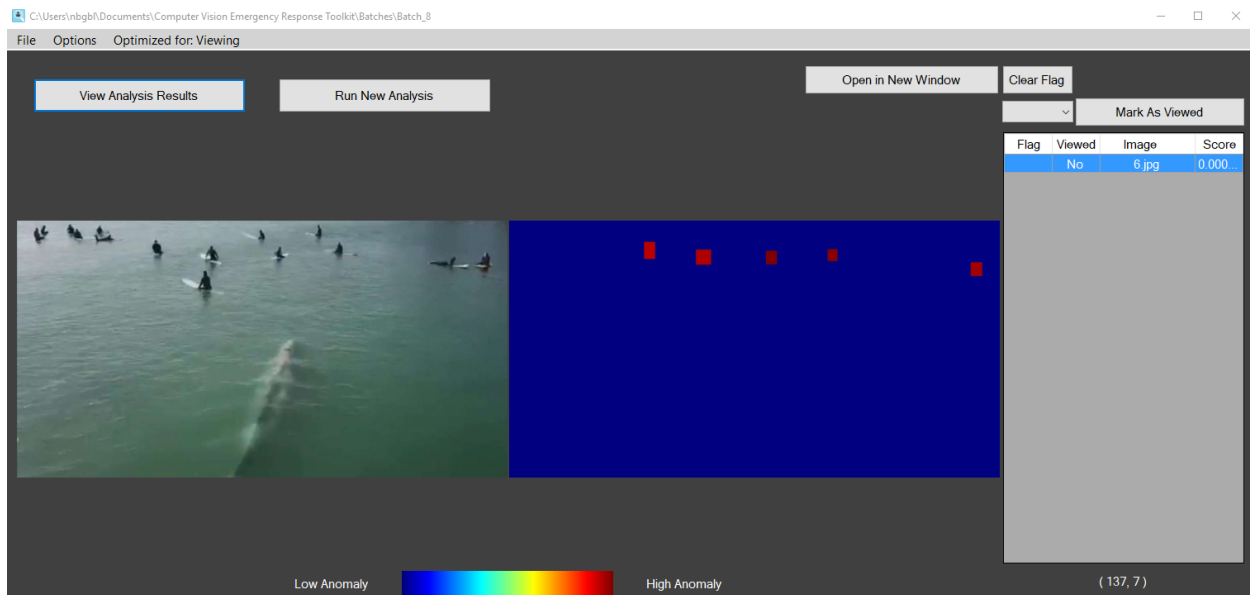 C:\Users\nbgbl\Documents\Computer Vision Emergency Response Toolkit\Batches\Batch_8
File Options Optimized for: Viewing
View Analysis Results Run New Analysis Open in New Window Clear Flag
Mark As Viewed
Flag Viewed Image Score
No 6.jpg 0.000...
Low Anomaly High Anomaly ( 137, 7 )